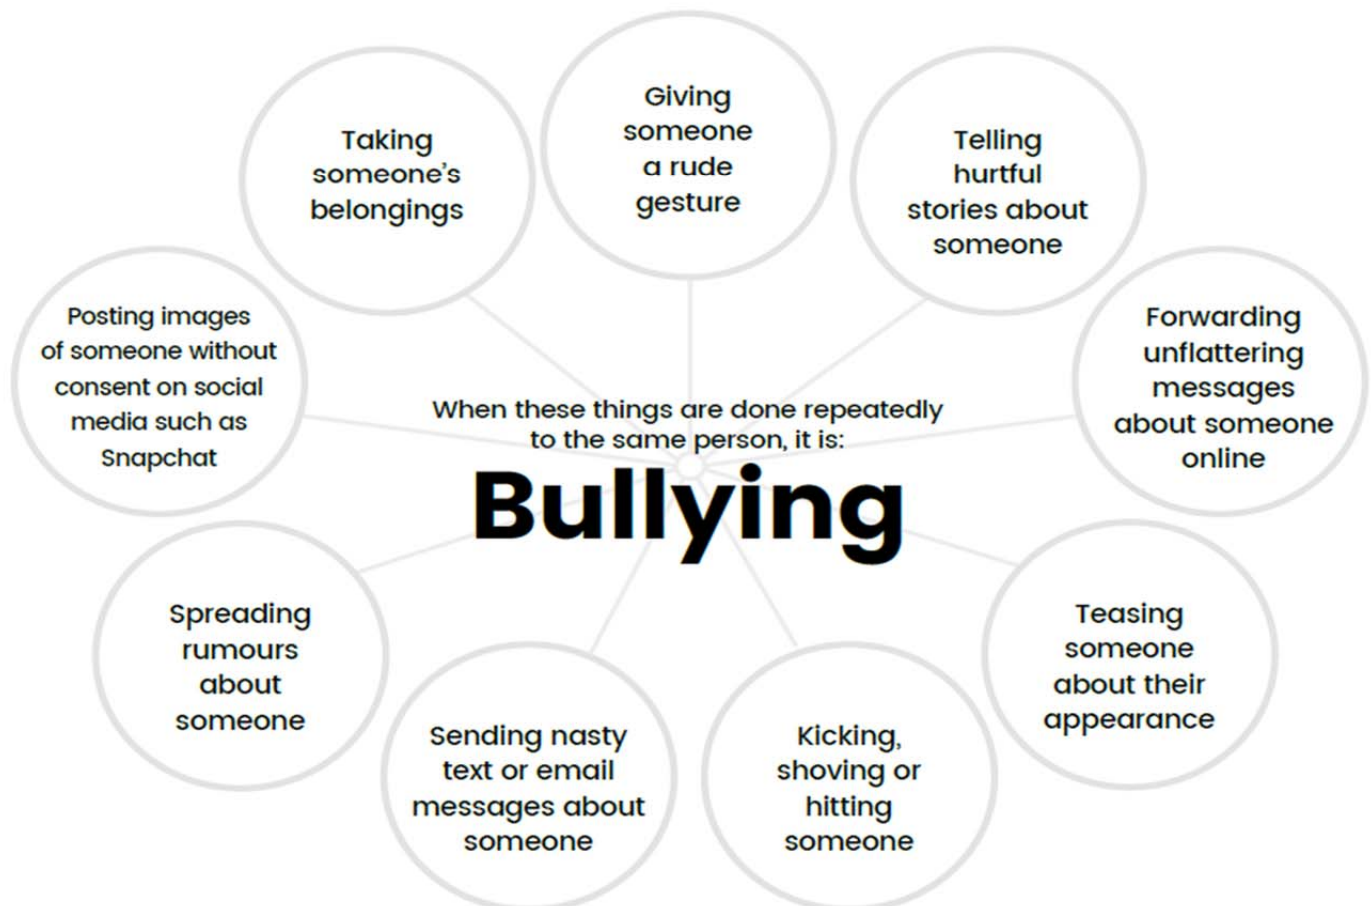 Giving
someone
a rude
gesture
Taking
someone's
belongings
Telling
hurtful
stories about
someone
Posting images
of someone without
consent on social
media such as
Snapchat
Forwarding
unflattering
messages
about someone
online
When these things are done repeatedly
to the same person, it is:
Bullying
Spreading
rumours
about
someone
Teasing
someone
about their
appearance
Sending nasty
text or email
messages about
someone
Kicking,
shoving or
hitting
someone